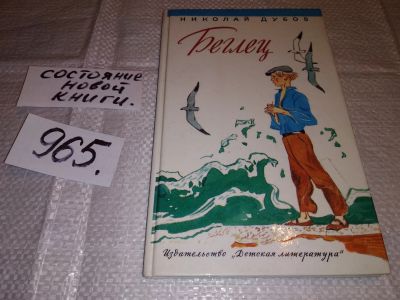 СОСТОЯНИЕ
НОВОЙ
КНИГИ.
965.
НИКОЛАЙ ДУБОВ
Беглец
Издательство „Детская литература"